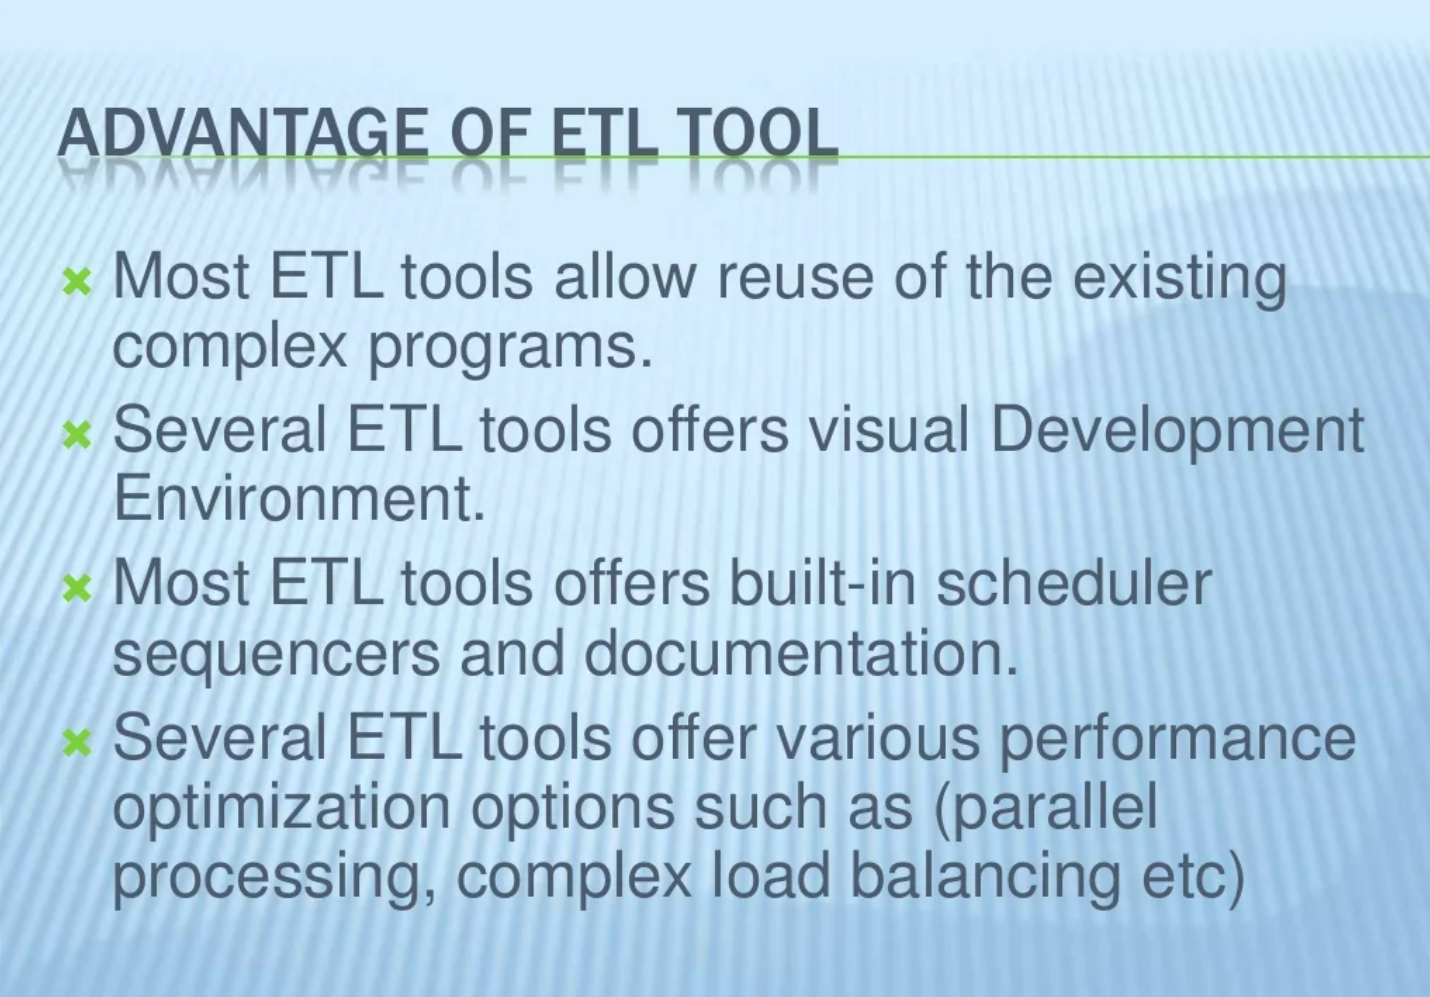 ADVANTAGE OF ETL TOOL
Most ETL tools allow reuse of the existing
complex programs.
Several ETL tools offers visual Development
Environment.
Most ETL tools offers built-in scheduler
sequencers and documentation.
Several ETL tools offer various performance
optimization options such as (parallel
processing, complex load balancing etc)